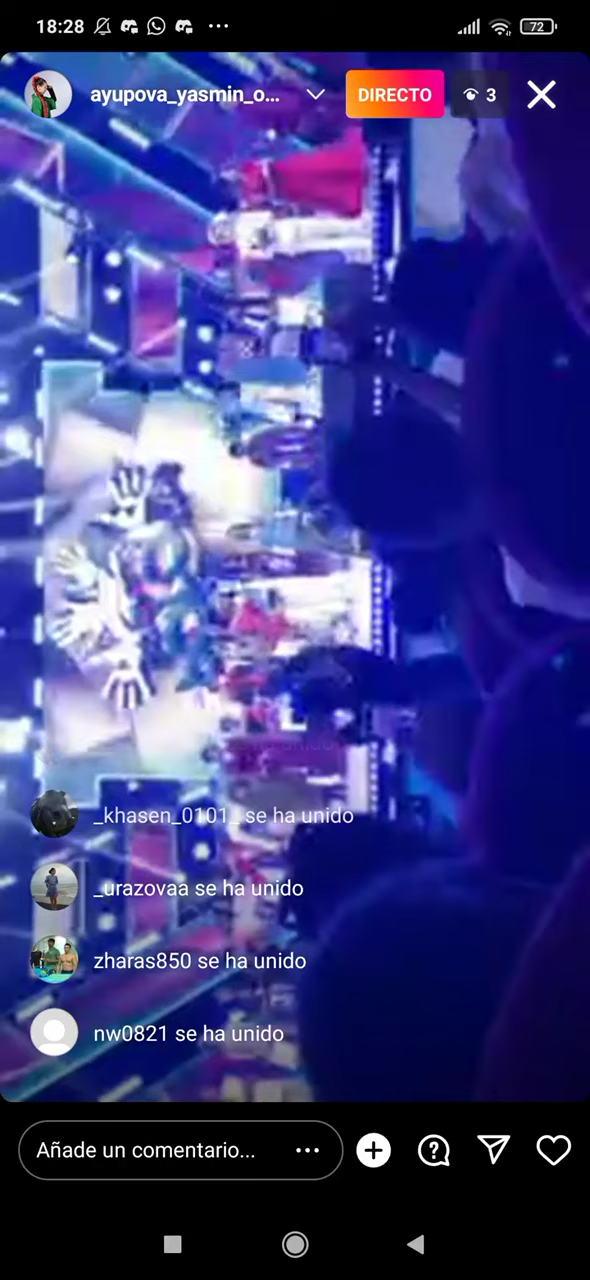 18:28
72
ayupova_yasmin_o...
DIRECTO
3
_khasen_0101_ se ha unido
_urazovaa se ha unido
zharas850 se ha unido
nw0821 se ha unido
Añade un comentario...